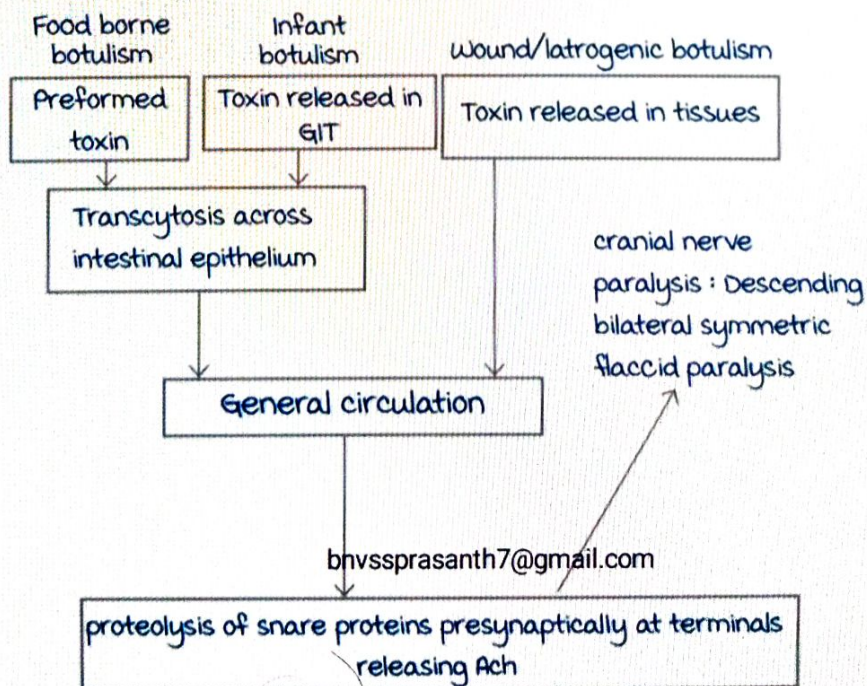 Food borne
botulism
Infant
botulism
Wound/Iatrogenic botulism
Preformed
toxin
Toxin released in
GIT
Toxin released in tissues
Transcytosis across
intestinal epithelium
cranial nerve
paralysis : Descending
bilateral symmetric
flaccid paralysis
General circulation
bnvssprasanth7@gmail.com
proteolysis of snare proteins presynaptically at terminals
releasing Ach